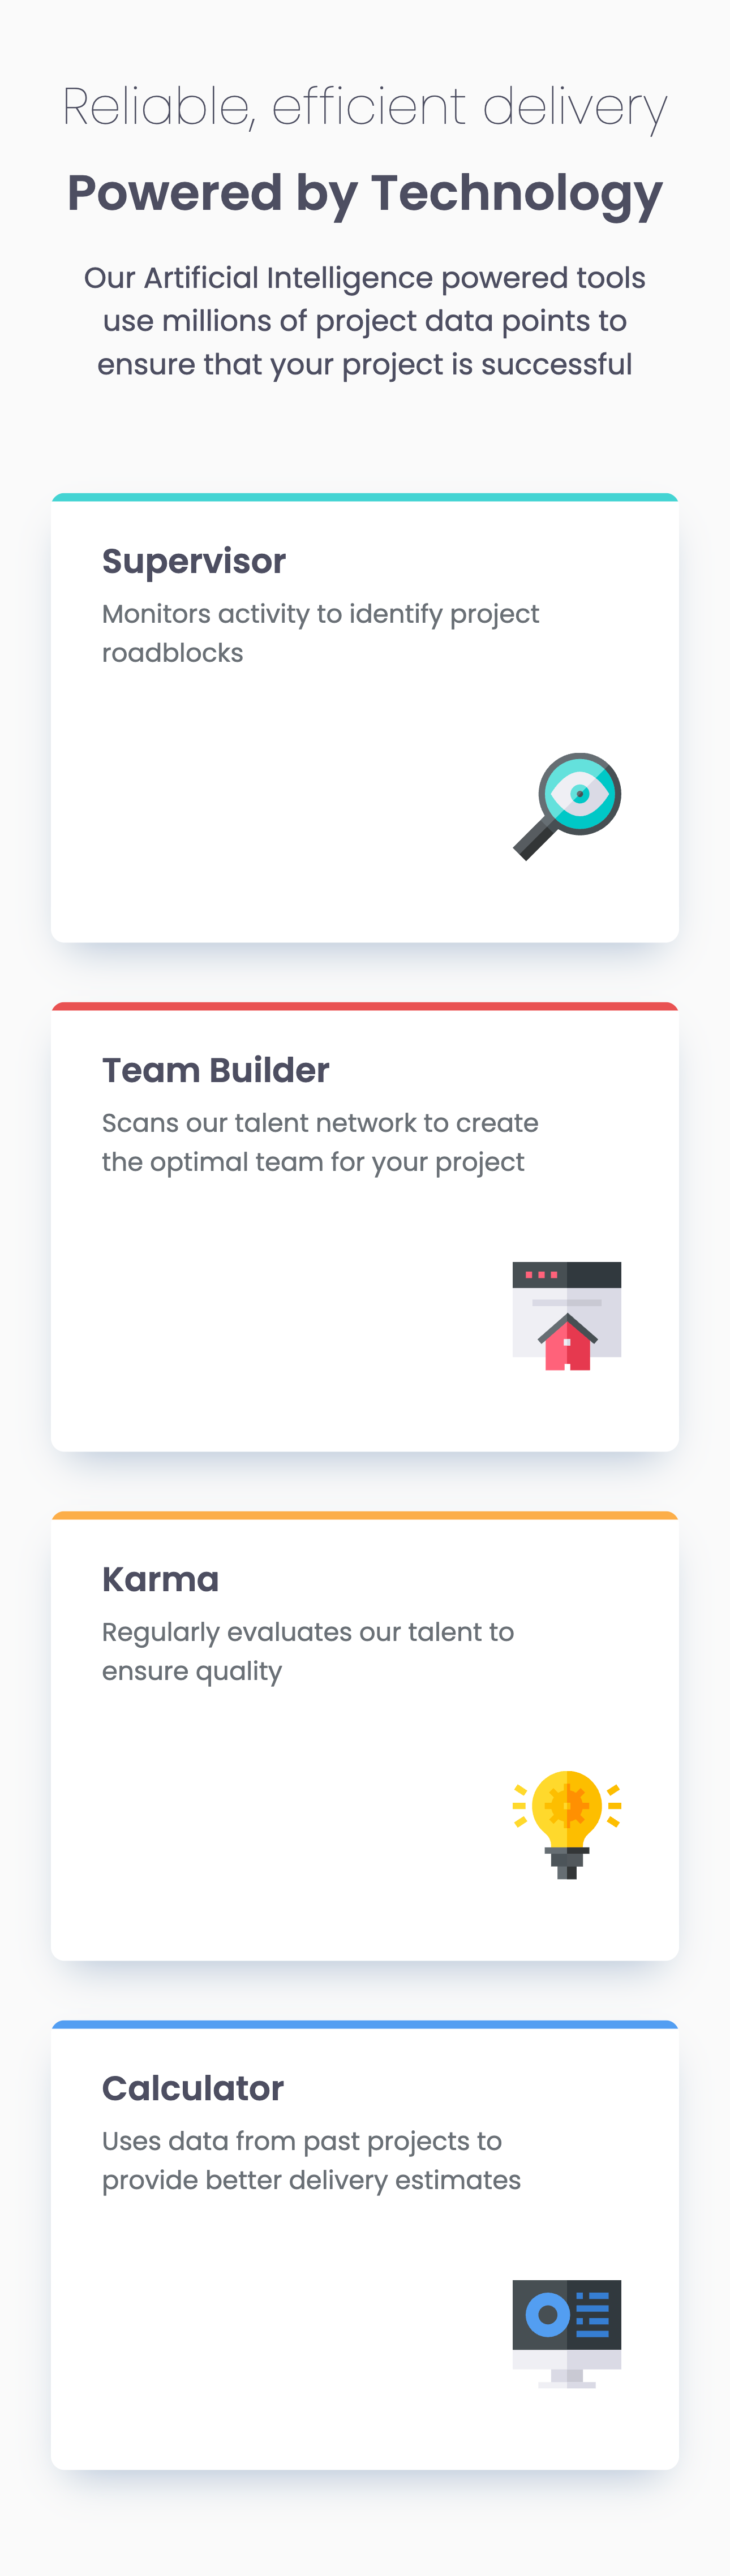 Reliable, efficient delivery
Powered by Technology
Our Artificial Intelligence powered tools
use millions of project data points to
ensure that your project is successful
Supervisor
Monitors activity to identify project
roadblocks
Team Builder
Scans our talent network to create
the optimal team for your project
Karma
Regularly evaluates our talent to
ensure quality
Calculator
Uses data from past projects to
provide better delivery estimates